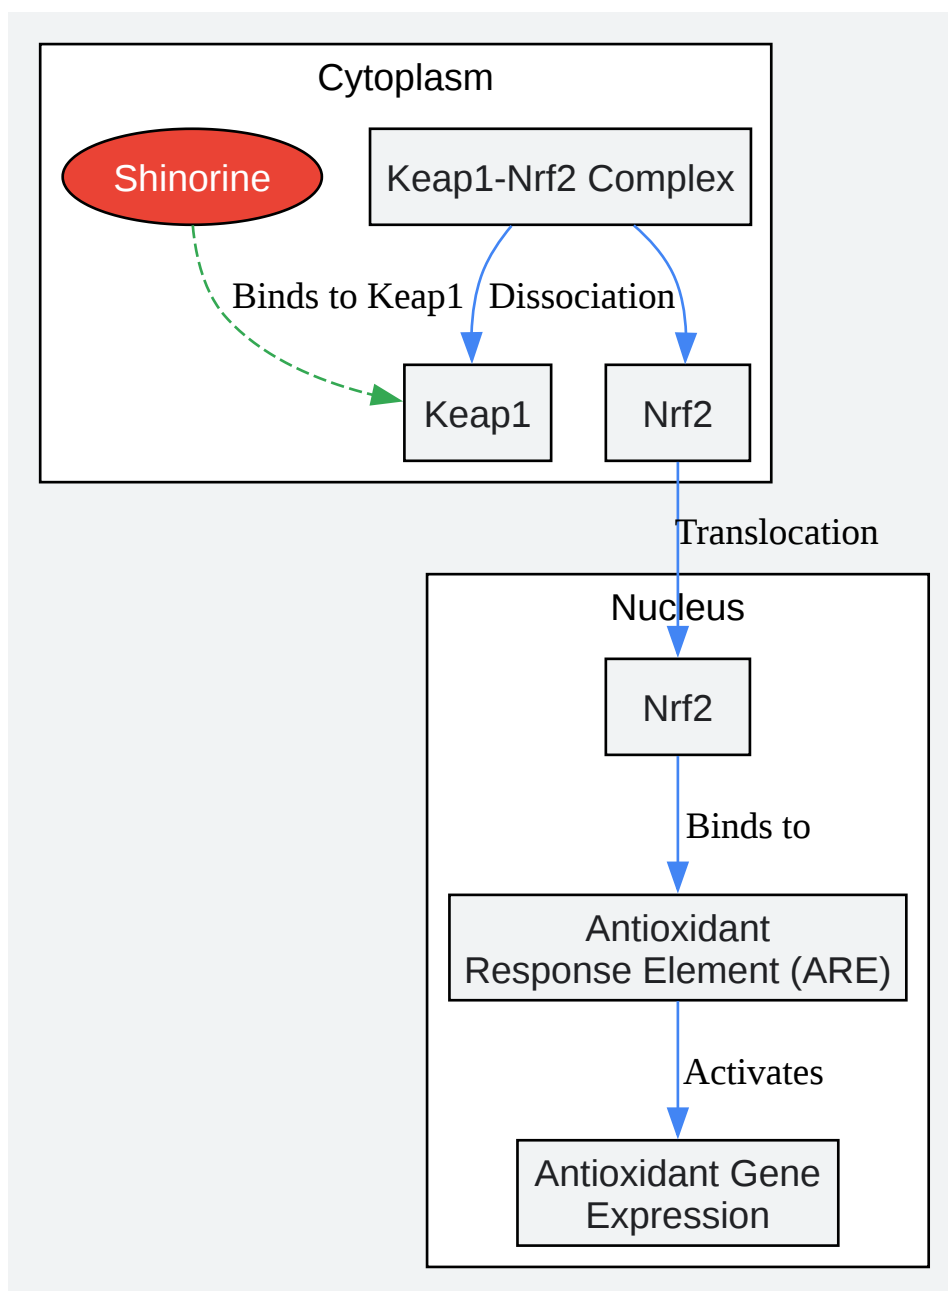 Cytoplasm
Shinorine
Keap1-Nrf2 Complex
Binds to Keap1
Dissociation
Keap1
Nrf2
Translocation
Nucleus
Nrf2
Binds to
Antioxidant
Response Element (ARE)
Activates
Antioxidant Gene
Expression